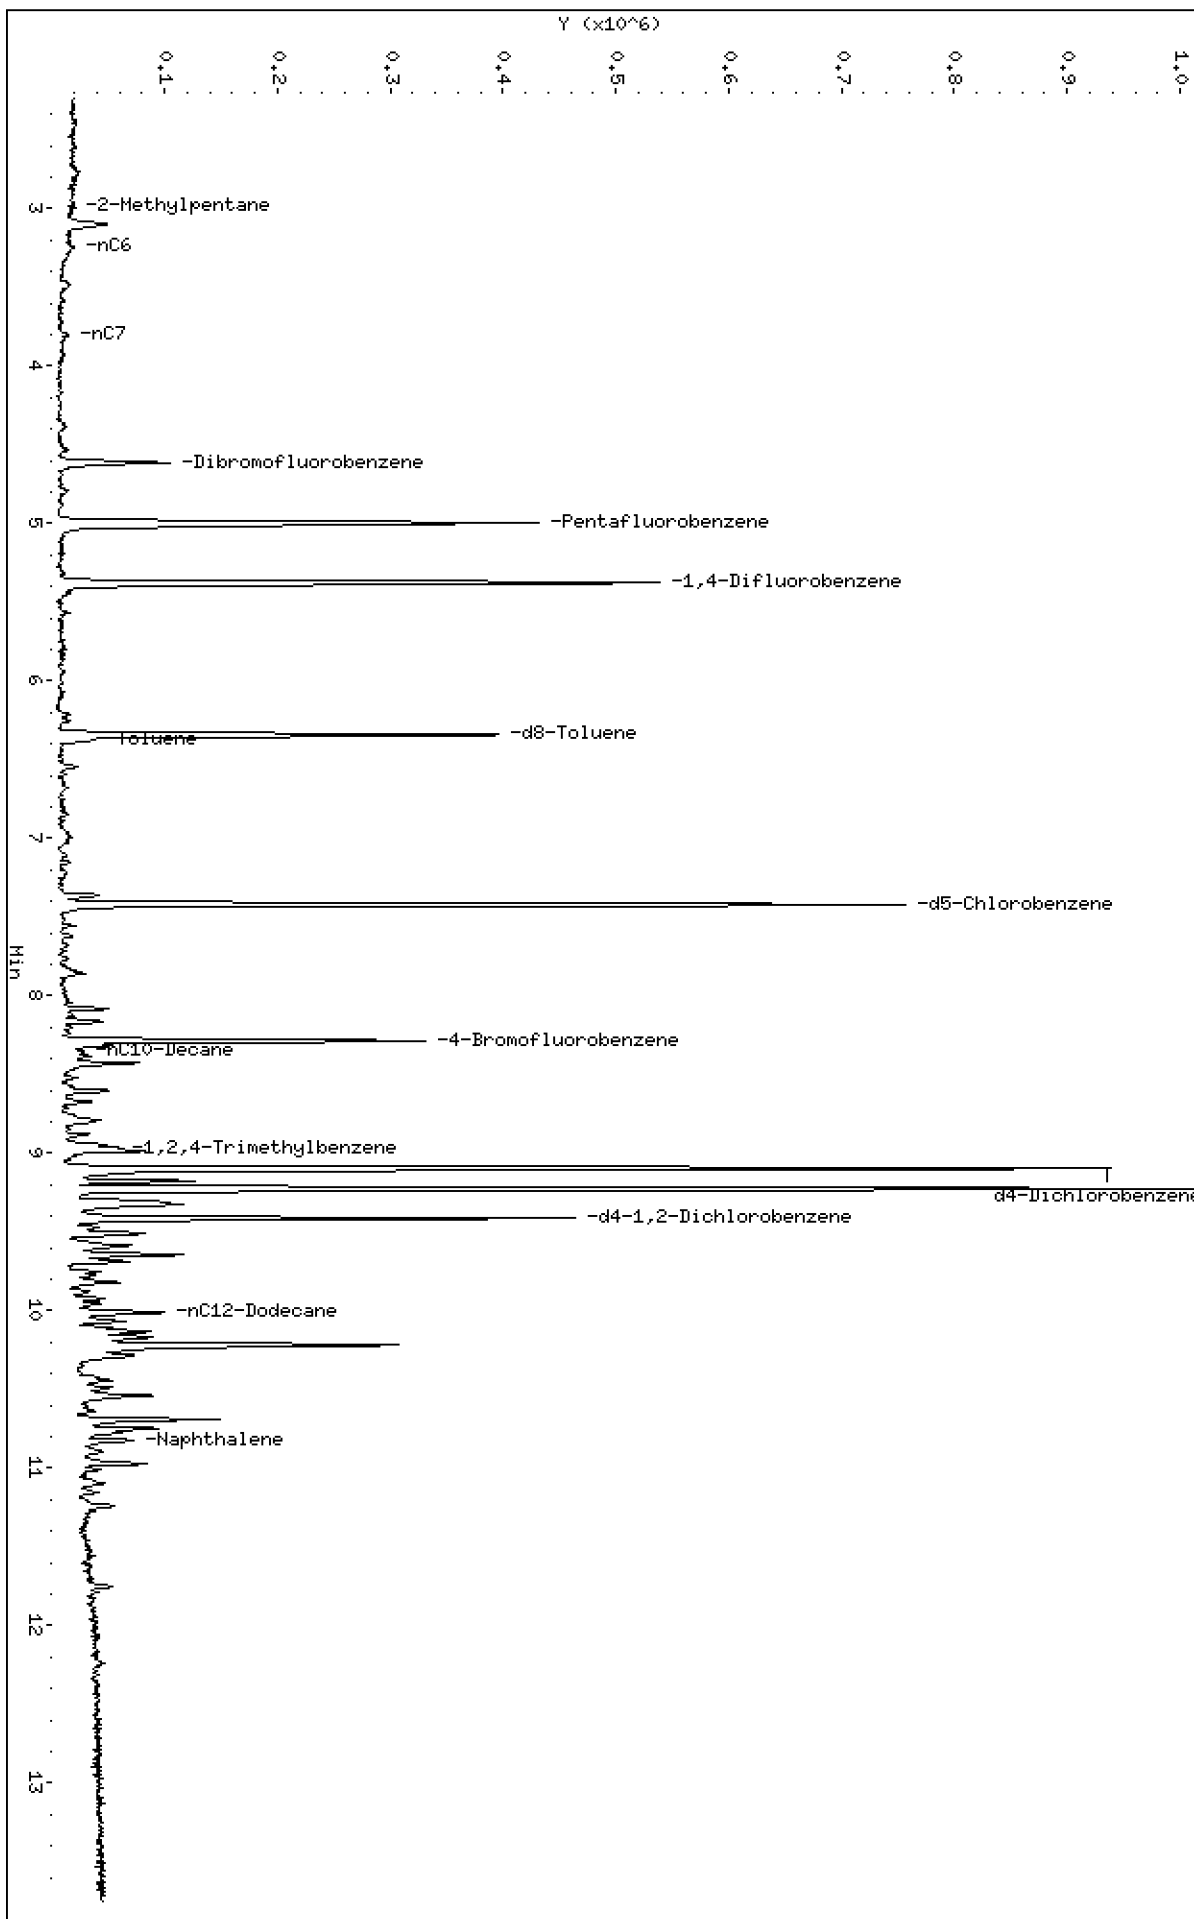 Y (x10^6)
0.1
0.2
0.3
0.4
0.5
0.6
0.7
0.8
0.9
1.0
-2-Methylpentane
3
-nC6
-nC7
4
-Dibromofluorobenzene
5
-Pentafluorobenzene
-1,4-Difluorobenzene
6
-d8-Toluene
Toluene
7
-d5-Chlorobenzene
Min
8
-4-Bromofluorobenzene
nC10-Decane
-1,2,4-Trimethylbenzene
9
d4-Dichlorobenzene
-d4-1,2-Dichlorobenzene
10
-nC12-Dodecane
-Naphthalene
11
12
13